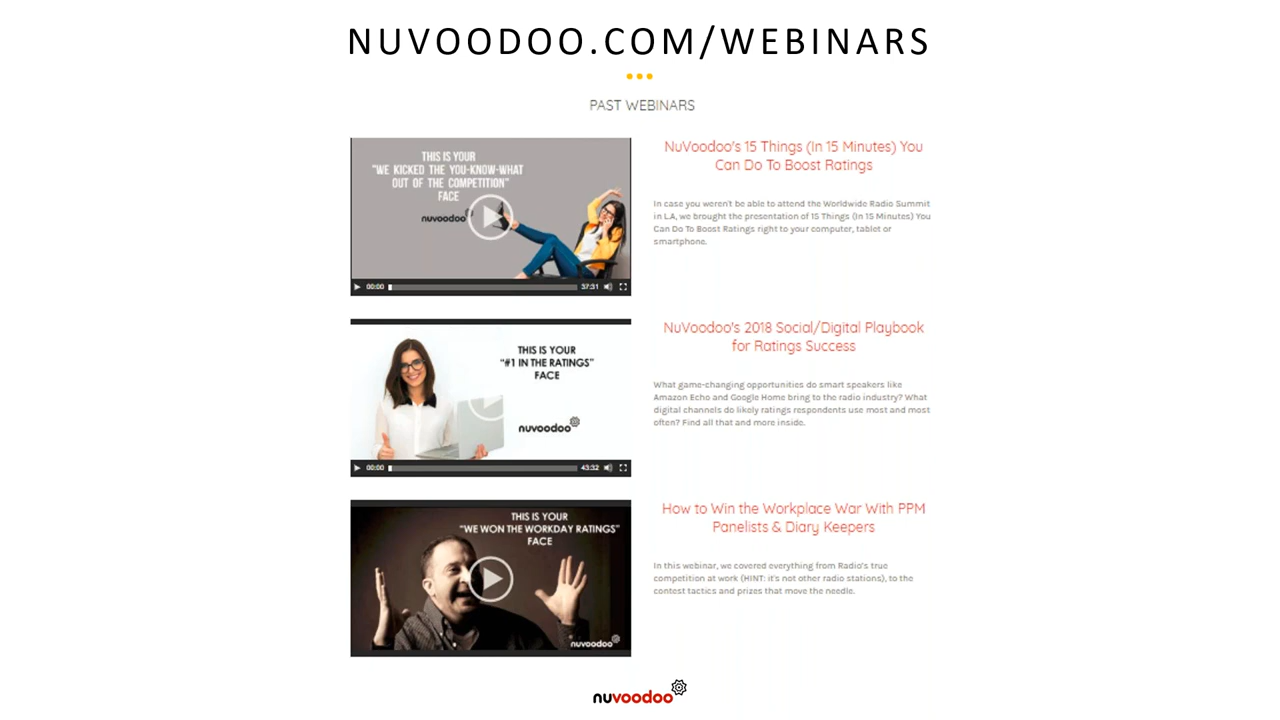 NUVOODOO.COM/WEBINARS
PAST WEBINARS
THIS IS YOUR
"WE KICKED THE YOU-KNOW-WHAT
OUT OF THE COMPETITION"
FACE
nuvoodoo
00:00 37:31
NuVoodoo's 15 Things (In 15 Minutes) You
Can Do To Boost Ratings
In case you weren't be able to attend the Worldwide Radio Summit
in LA, we brought the presentation of 15 Things (In 15 Minutes) You
Can Do To Boost Ratings right to your computer, tablet or
smartphone.
THIS IS YOUR
"#1 IN THE RATINGS"
FACE
nuvoodoo
00:00 43:32
NuVoodoo's 2018 Social/Digital Playbook
for Ratings Success
What game-changing opportunities do smart speakers like
Amazon Echo and Google Home bring to the radio industry? What
digital channels do likely ratings respondents use most and most
often? Find all that and more inside.
THIS IS YOUR
"WE WON THE WORKDAY RATINGS"
FACE
nuvoodoo
How to Win the Workplace War With PPM
Panelists & Diary Keepers
In this webinar, we covered everything from Radio's true
competition at work (HINT: it's not other radio stations), to the
contest tactics and prizes that move the needle.
nuvoodoo